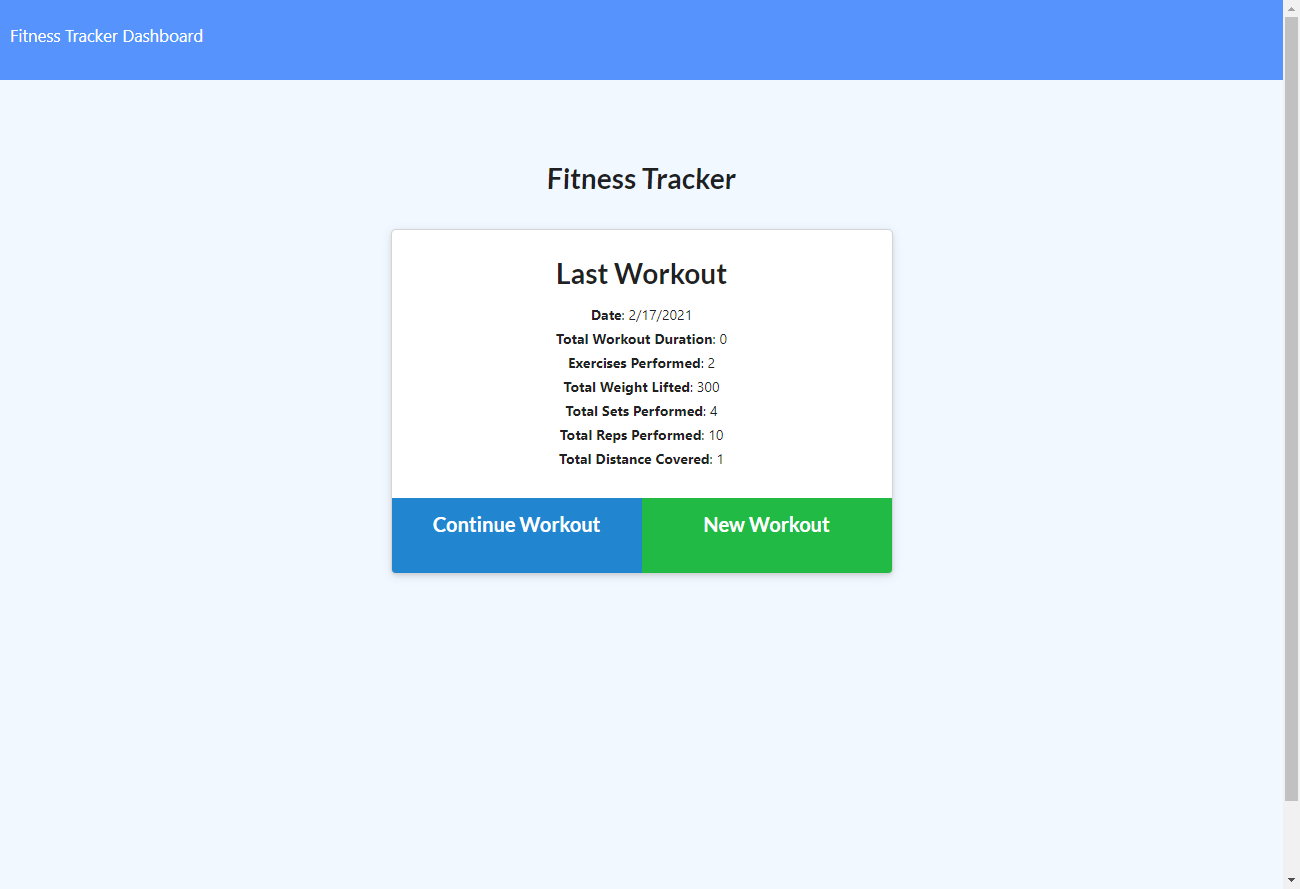 Fitness Tracker Dashboard
Fitness Tracker
Last Workout
Date: 2/17/2021
Total Workout Duration: 0
Exercises Performed: 2
Total Weight Lifted: 300
Total Sets Performed: 4
Total Reps Performed: 10
Total Distance Covered: 1
Continue Workout
New Workout